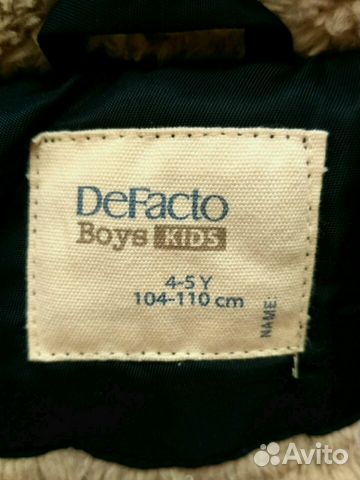 DeFacto
Boys KIDS
4-5 Y
104-110 cm
NAME:
Avito